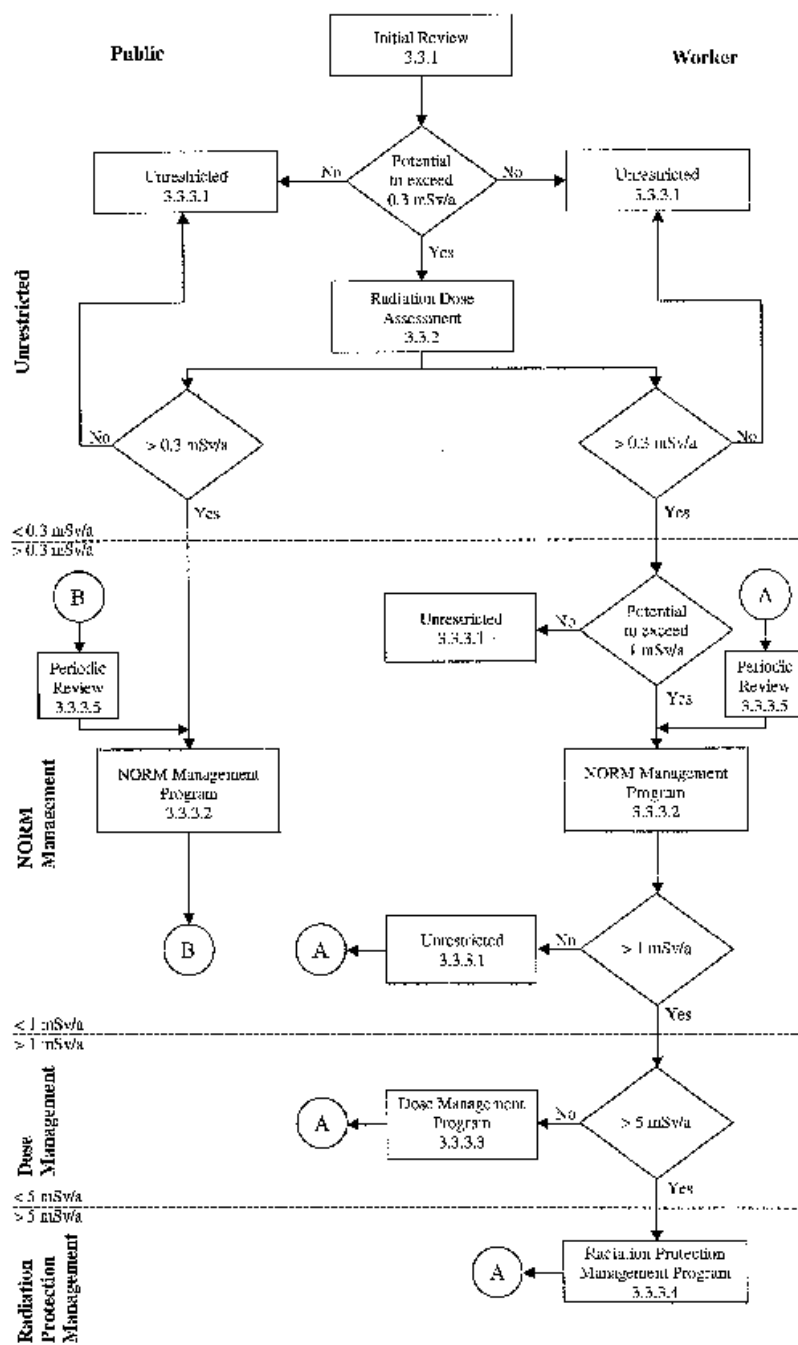 Public
Initial Review
3.3.1
Worker
Unrestricted
3.3.3.1
No
Potential
to exceed
0.3 mSv/a
No
Unrestricted
3.3.3.1
Yes
Unrestricted
Radiation Dose
Assessment
3.3.2
No
> 0.3 mSv/a
> 0.3 mSv/a
No
Yes
Yes
< 0.3 mSv/a
> 0.3 mSv/a
B
Unrestricted
3.3.3.1
No
Potential
to exceed
1 mSv/a
A
Periodic
Review
3.3.3.5
Yes
Periodic
Review
3.3.3.5
NORM
Management
NORM Management
Program
3.3.3.2
NORM Management
Program
3.3.3.2
B
A
Unrestricted
3.3.3.1
No
> 1 mSv/a
Yes
< 1 mSv/a
> 1 mSv/a
Dose
Management
A
Dose Management
Program
3.3.3.3
No
> 5 mSv/a
Yes
< 5 mSv/a
> 5 mSv/a
Radiation
Protection
Management
A
Radiation Protection
Management Program
3.3.3.4